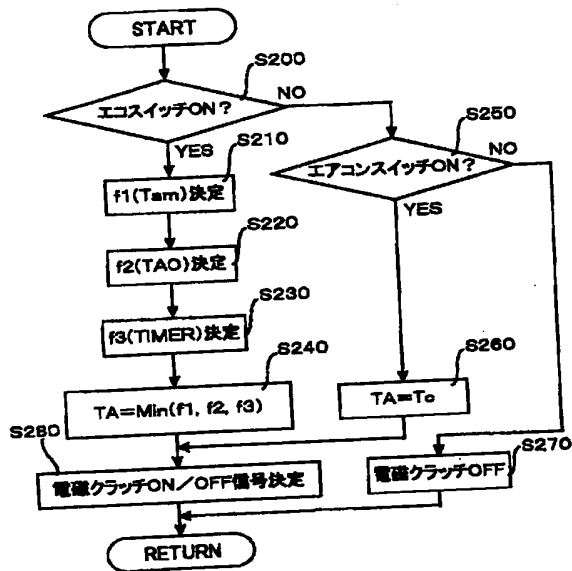 START
S200
エコスイッチON?
NO
YES
S210
f1(Tam)決定
S220
f2(TAO)決定
S230
f3(TIMER)決定
S240
TA=Min(f1, f2, f3)
S250
エアコンスイッチON?
NO
YES
S260
TA=Tc
S280
電磁クラッチON/OFF信号決定
S270
電磁クラッチOFF
RETURN